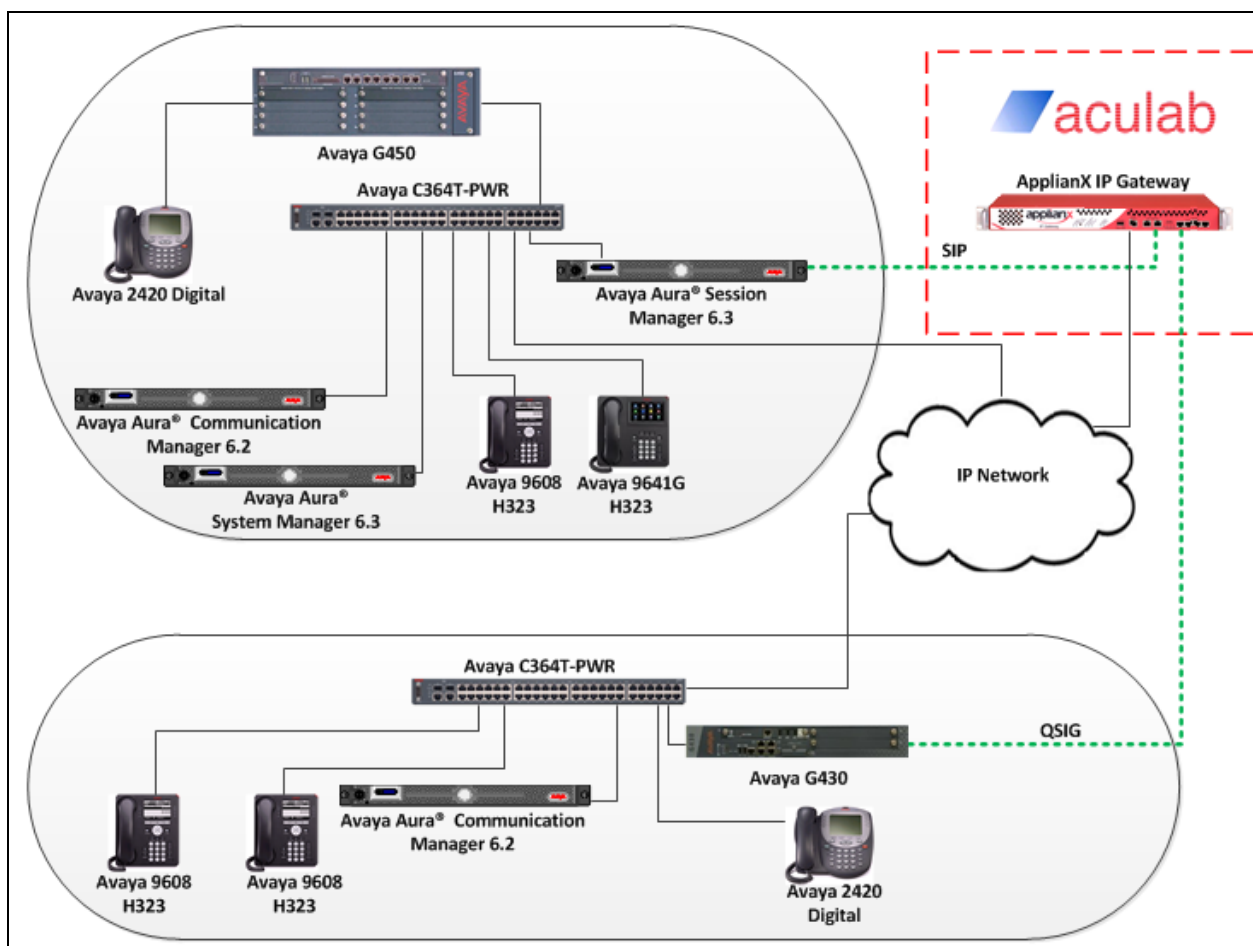 Avaya G450
Avaya C364T-PWR
Avaya 2420 Digital
Avaya Aura® Session
Manager 6.3
Avaya Aura® Communication
Manager 6.2
Avaya Aura®
System Manager 6.3
Avaya 9608
H323
Avaya 9641G
H323
aculab
ApplianX IP Gateway
applianx
SIP
IP Network
Avaya C364T-PWR
QSIG
Avaya G430
Avaya Aura® Communication
Manager 6.2
Avaya 9608
H323
Avaya 9608
H323
Avaya 2420
Digital
AVAYA